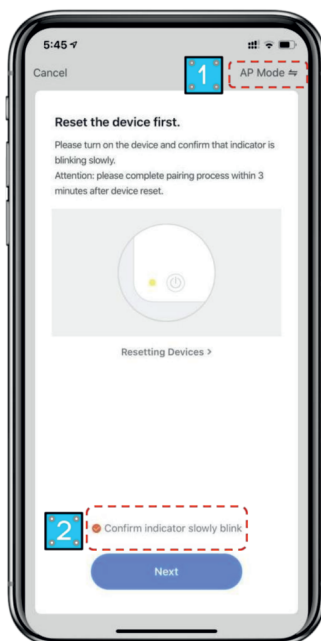 5:45
Cancel
1
AP Mode
Reset the device first.
Please turn on the device and confirm that indicator is
blinking slowly.
Attention: please complete pairing process within 3
minutes after device reset.
Resetting Devices >
2
Confirm indicator slowly blink
Next